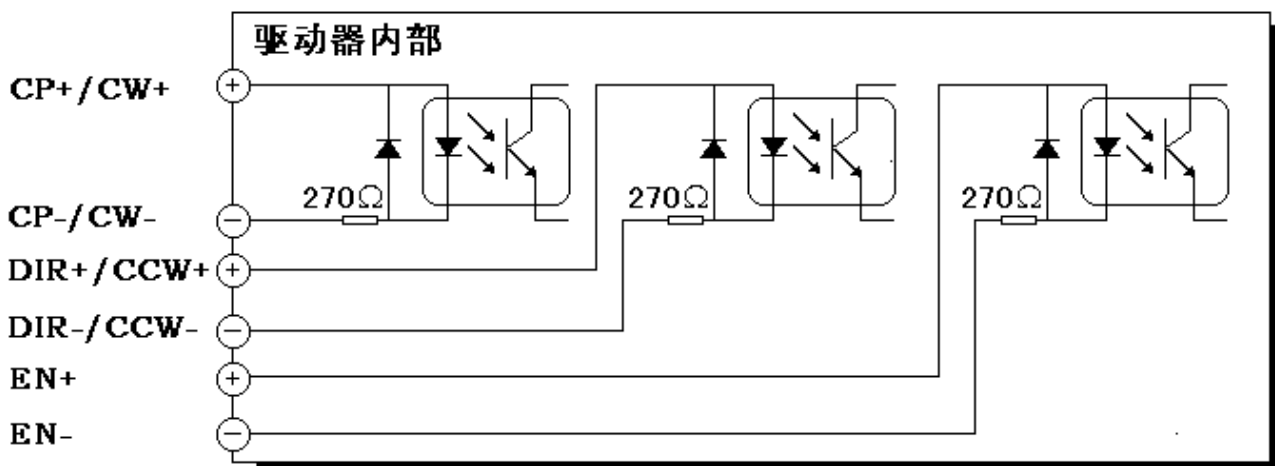 驱动器内部
CP+/CW+
270Ω 270Ω 270Ω
CP-/CW-
DIR+/CCW+
DIR-/CCW-
EN+
EN-